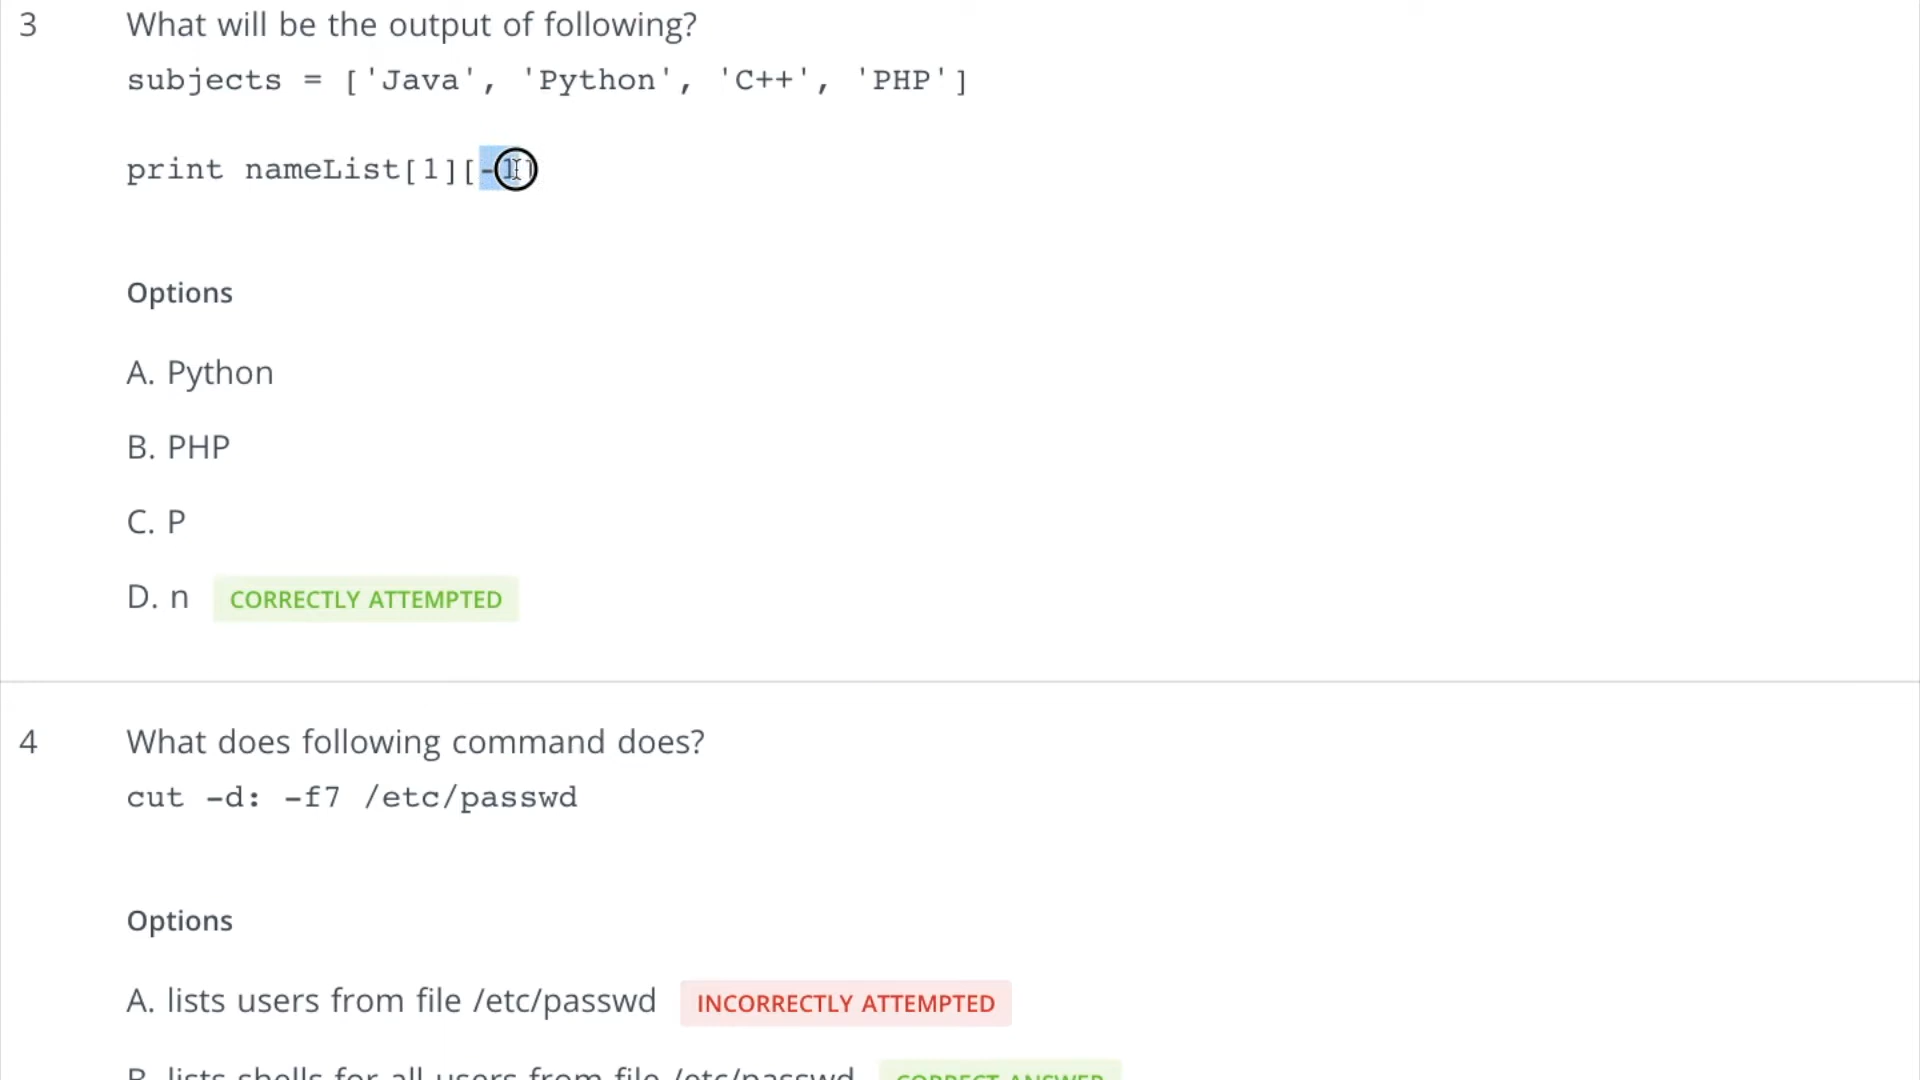 3
What will be the output of following?
subjects = ['Java', 'Python', 'C++', 'PHP']
print nameList[1][-1]
Options
A. Python
B. PHP
C. P
D. n CORRECTLY ATTEMPTED
4
What does following command does?
cut -d: -f7 /etc/passwd
Options
A. lists users from file /etc/passwd INCORRECTLY ATTEMPTED
B. lists shells for all users from file /etc/passwd CORRECT ANSWER